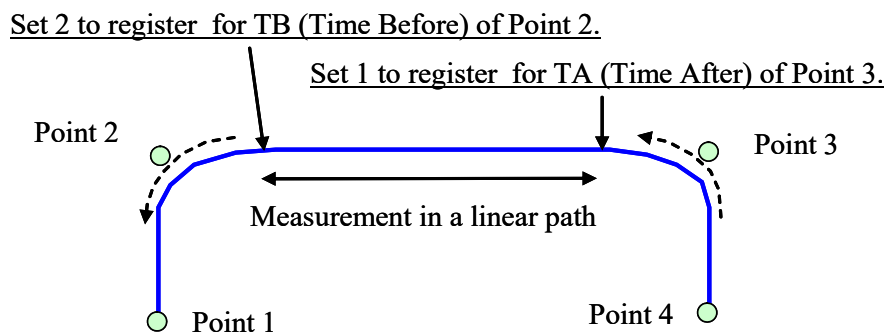 Set 2 to register for TB (Time Before) of Point 2.
Set 1 to register for TA (Time After) of Point 3.
Point 2
Point 3
Measurement in a linear path
Point 1
Point 4